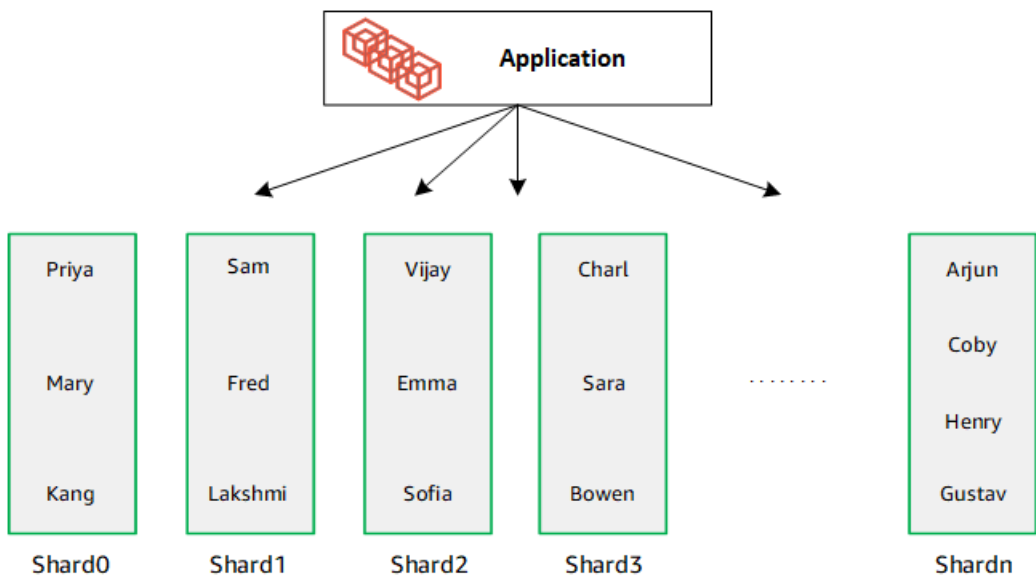 Application
Priya
Mary
Kang
Shard0
Sam
Fred
Lakshmi
Shard1
Vijay
Emma
Sofia
Shard2
Charl
Sara
Bowen
Shard3
........
Arjun
Coby
Henry
Gustav
Shardn